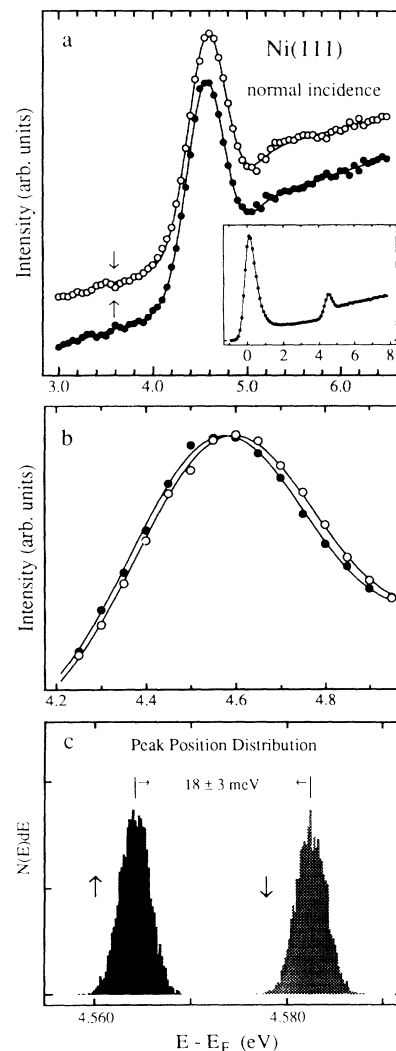 a
Ni(111)
normal incidence
Intensity (arb. units)
↓
↑
0 2 4 6 8
3.0 4.0 5.0 6.0
b
Intensity (arb. units)
4.2 4.4 4.6 4.8
c
Peak Position Distribution
18 ± 3 meV
N(E)dE
↑ ↓
4.560 4.580
E - E_F (eV)